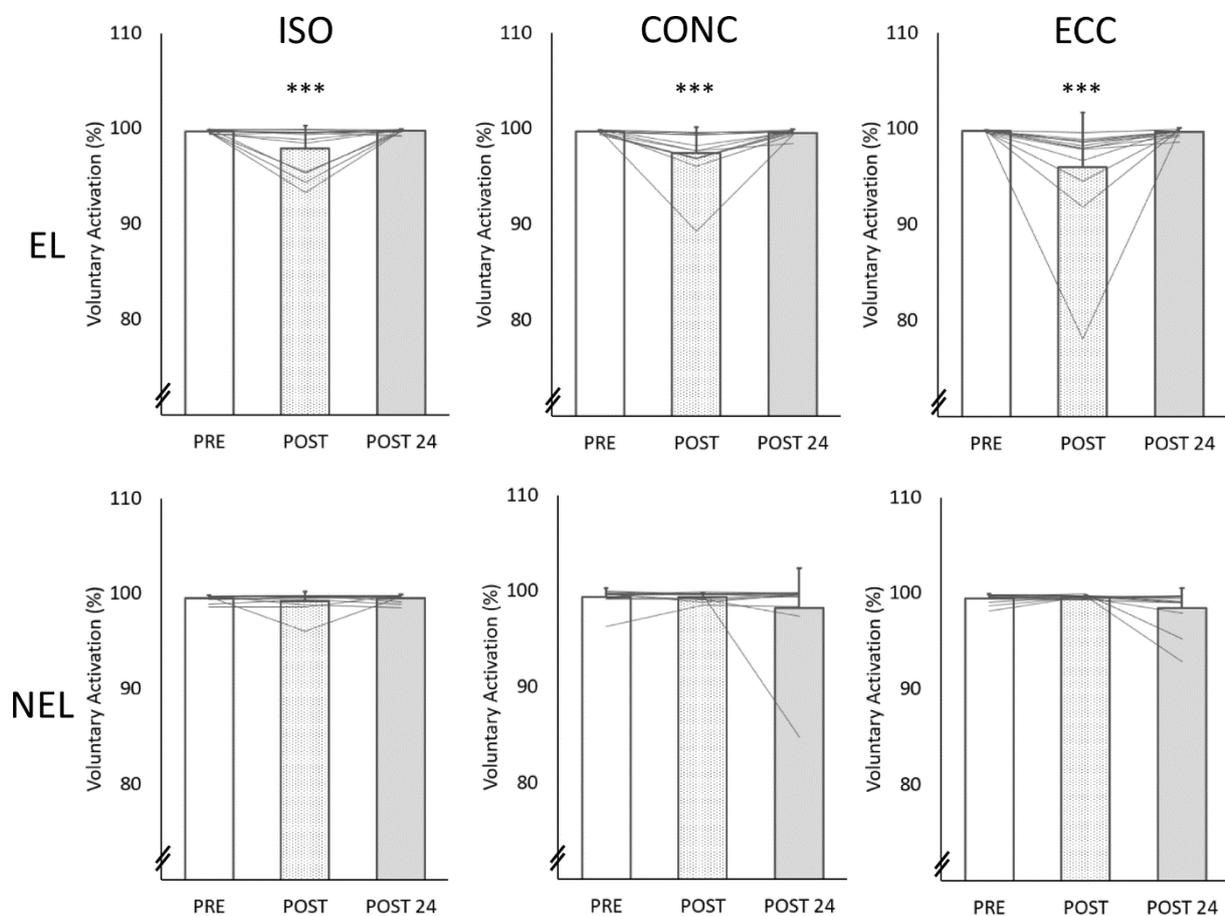 ISO
CONC
ECC
EL
110
100
90
80
Voluntary Activation (%)
***
PRE POST POST 24
110
100
90
80
Voluntary Activation (%)
***
PRE POST POST 24
110
100
90
80
Voluntary Activation (%)
***
PRE POST POST 24
NEL
110
100
90
80
Voluntary Activation (%)
PRE POST POST 24
110
100
90
80
Voluntary Activation (%)
PRE POST POST 24
110
100
90
80
Voluntary Activation (%)
PRE POST POST 24